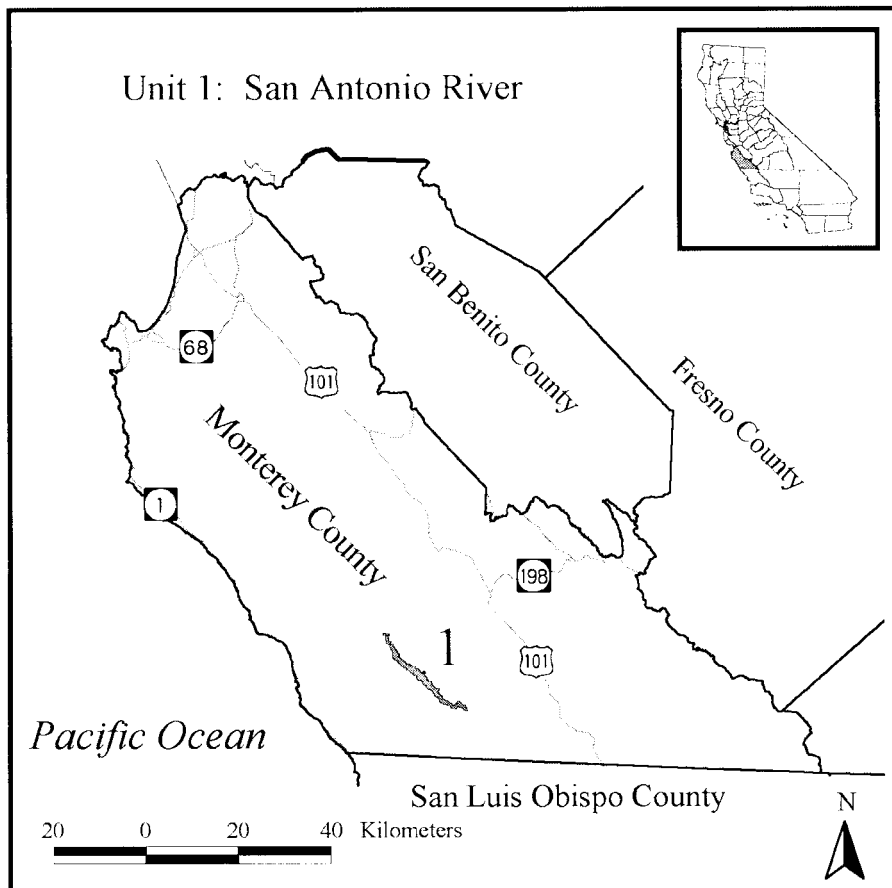 Unit 1: San Antonio River
San Benito County
Fresno County
68
101
Monterey County
1
198
1
101
Pacific Ocean
San Luis Obispo County
N
20 0 20 40 Kilometers